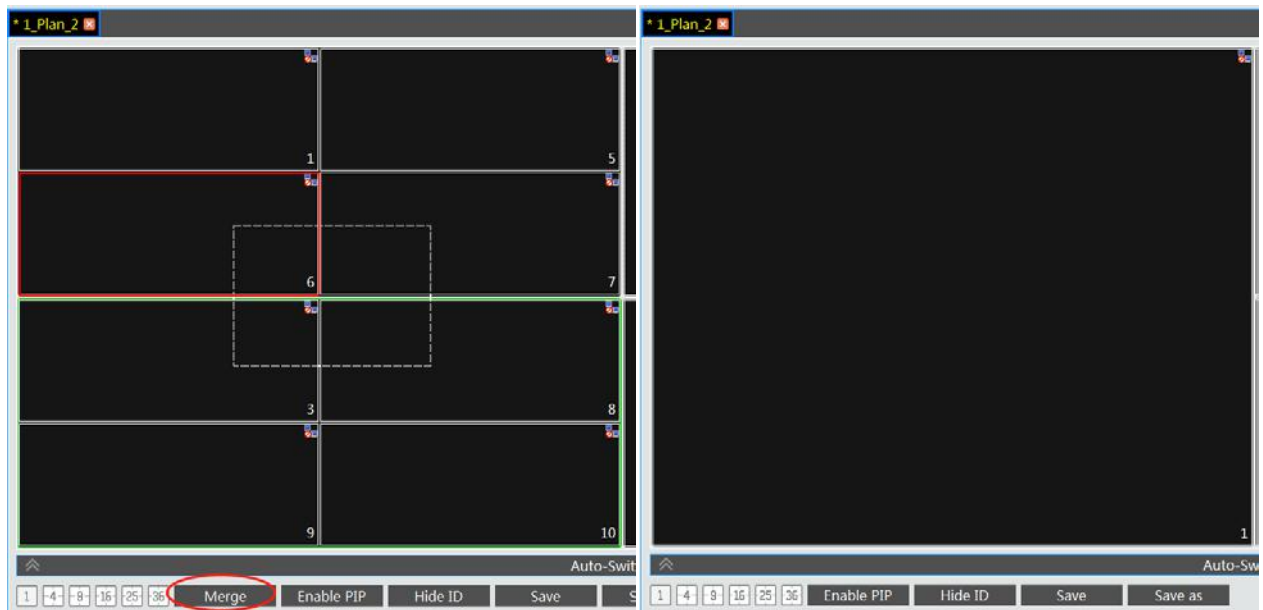 * 1_Plan_2
1 5
6 7
3 8
9 10
Auto-Swit
1 4 9 16 25 36 Merge Enable PIP Hide ID Save S
* 1_Plan_2
1
Auto-Sw
1 4 9 16 25 36 Enable PIP Hide ID Save Save as